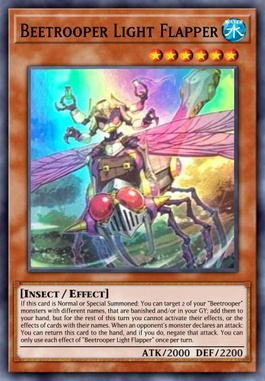 Beetrooper Light Flapper
WATER
水
[Insect / Effect]
If this card is Normal or Special Summoned: You can target 2 of your "Beetrooper"
monsters with different names, that are banished and/or in your GY; add them to
your hand, but for the rest of this turn you cannot activate their effects, or the
effects of cards with their names. When an opponent's monster declares an attack:
You can return this card to the hand, and if you do, negate that attack. You can
only use each effect of "Beetrooper Light Flapper" once per turn.
ATK/2000 DEF/2200